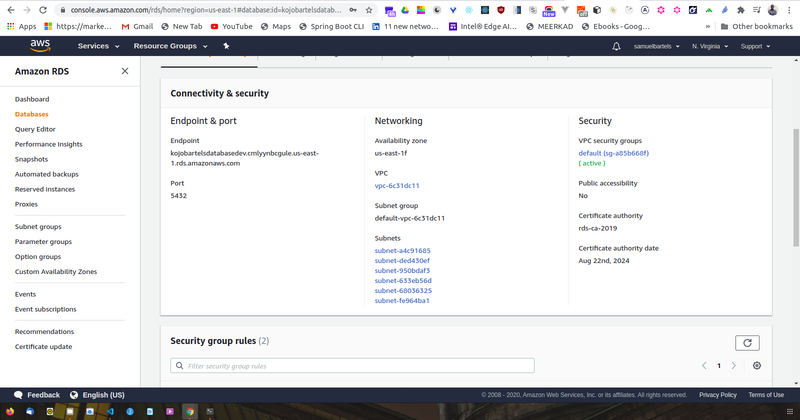 console.aws.amazon.com/rds/home?region=us-east-1#database:id=kojobartelsdatab...
Apps
https://marke...
Gmail
New Tab
YouTube
Maps
Spring Boot CLI
11 new netwo...
Intel® Edge AI...
MEERKAD
Ebooks - Goog...
»
Other bookmarks
aws
Services
Resource Groups
samuelbartels
N. Virginia
Support
Amazon RDS
Dashboard
Databases
Query Editor
Performance Insights
Snapshots
Automated backups
Reserved instances
Proxies
Subnet groups
Parameter groups
Option groups
Custom Availability Zones
Events
Event subscriptions
Recommendations
Certificate update
Connectivity & security
Endpoint & port
Endpoint
kojobartelsdatabasedev.cmlyynbcgule.us-east-
1.rds.amazonaws.com
Port
5432
Networking
Availability zone
us-east-1f
VPC
vpc-6c31dc11
Subnet group
default-vpc-6c31dc11
Subnets
subnet-a4c91685
subnet-ded430ef
subnet-950bdaf3
subnet-633eb56d
subnet-68036325
subnet-fe964ba1
Security
VPC security groups
default (sg-a85b668f)
( active )
Public accessibility
No
Certificate authority
rds-ca-2019
Certificate authority date
Aug 22nd, 2024
Security group rules (2)
Filter security group rules
1
Feedback
English (US)
© 2008 - 2020, Amazon Web Services, Inc. or its affiliates. All rights reserved.
Privacy Policy
Terms of Use